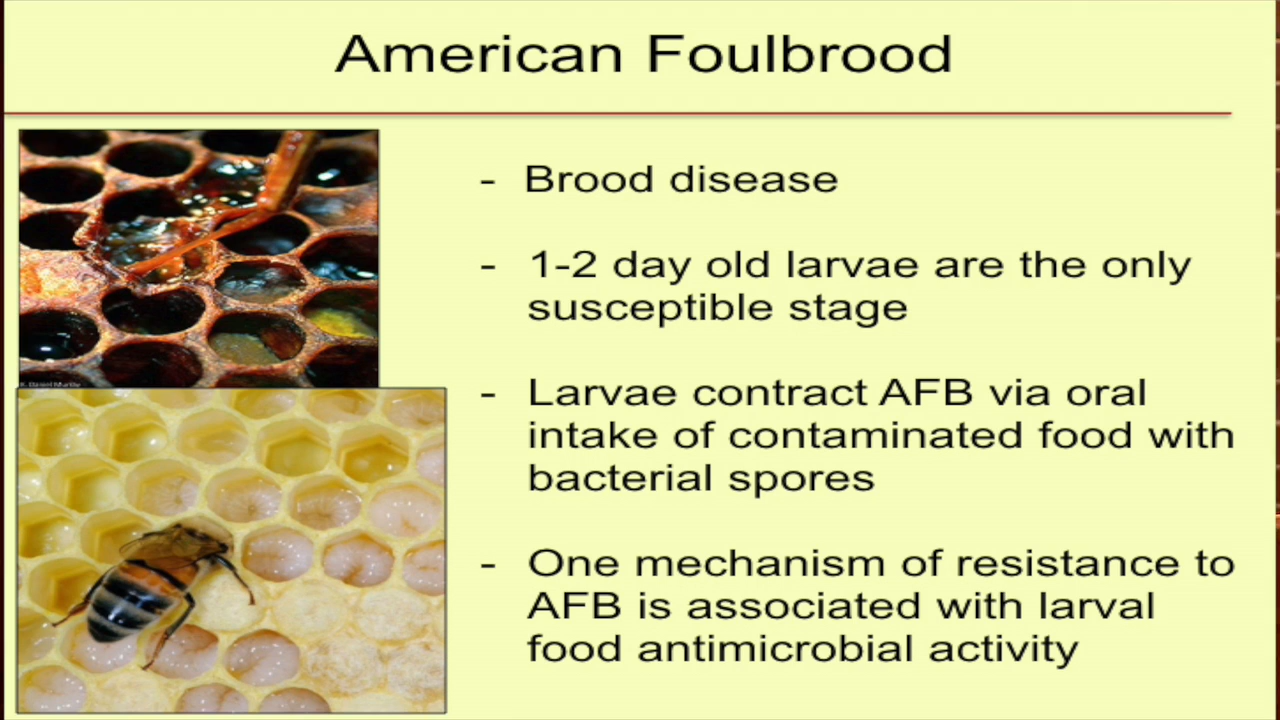 American Foulbrood
- Brood disease
- 1-2 day old larvae are the only
susceptible stage
- Larvae contract AFB via oral
intake of contaminated food with
bacterial spores
- One mechanism of resistance to
AFB is associated with larval
food antimicrobial activity